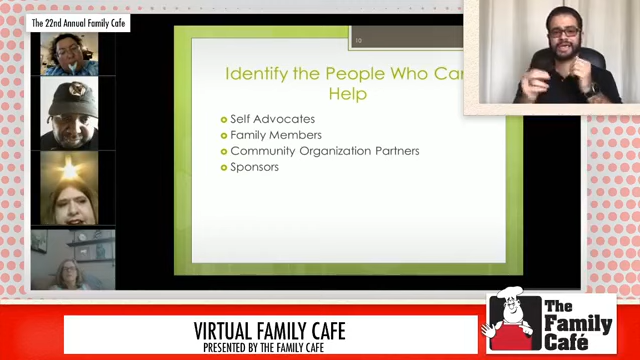 The 22nd Annual Family Cafe
10
Identify the People Who Can
Help
Self Advocates
Family Members
Community Organization Partners
Sponsors
VIRTUAL FAMILY CAFE
PRESENTED BY THE FAMILY CAFE
The
Family
Café